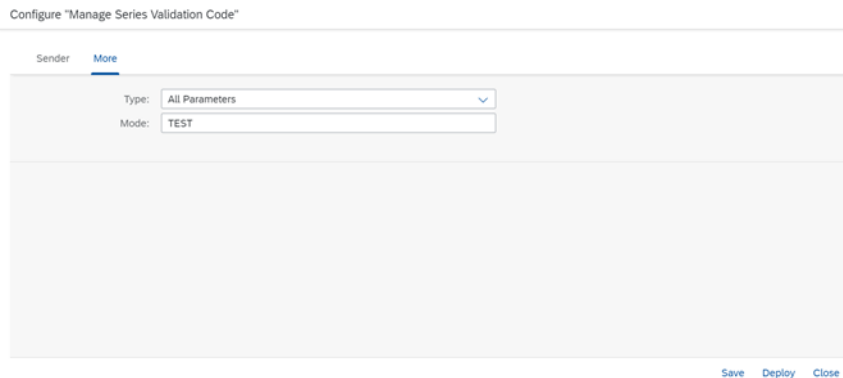 Configure "Manage Series Validation Code"
Sender More
Type: All Parameters
Mode: TEST
Save Deploy Close